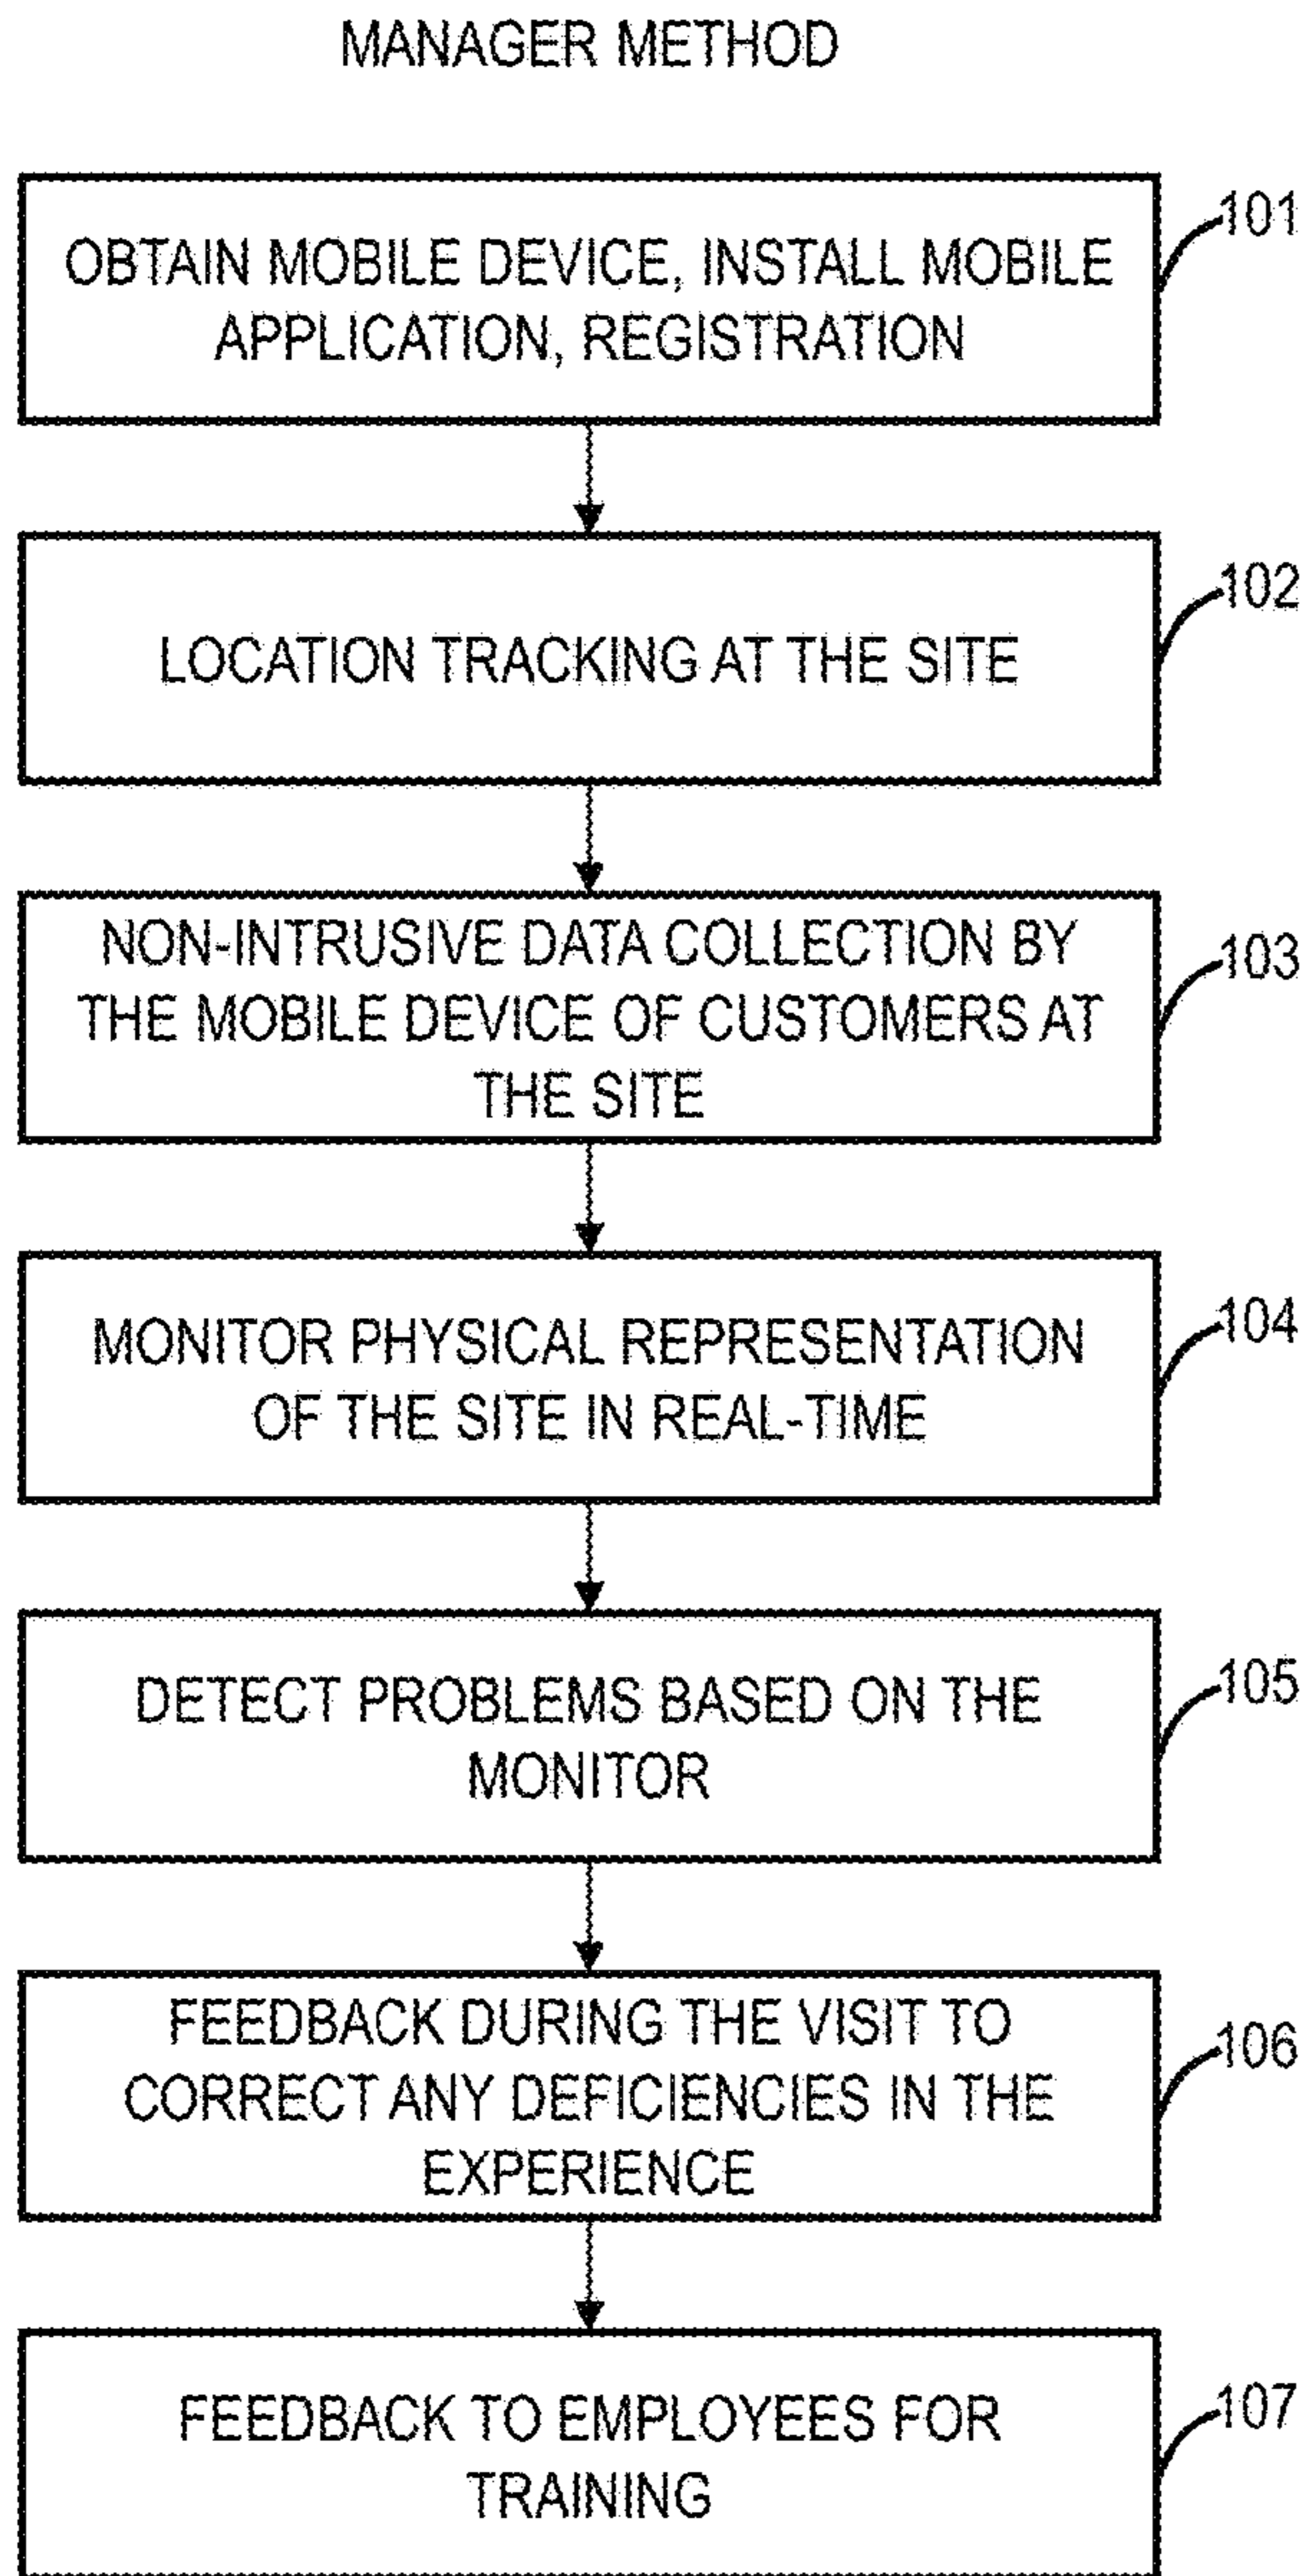 MANAGER METHOD
101
OBTAIN MOBILE DEVICE, INSTALL MOBILE
APPLICATION, REGISTRATION
102
LOCATION TRACKING AT THE SITE
103
NON-INTRUSIVE DATA COLLECTION BY
THE MOBILE DEVICE OF CUSTOMERS AT
THE SITE
104
MONITOR PHYSICAL REPRESENTATION
OF THE SITE IN REAL-TIME
105
DETECT PROBLEMS BASED ON THE
MONITOR
106
FEEDBACK DURING THE VISIT TO
CORRECT ANY DEFICIENCIES IN THE
EXPERIENCE
107
FEEDBACK TO EMPLOYEES FOR
TRAINING